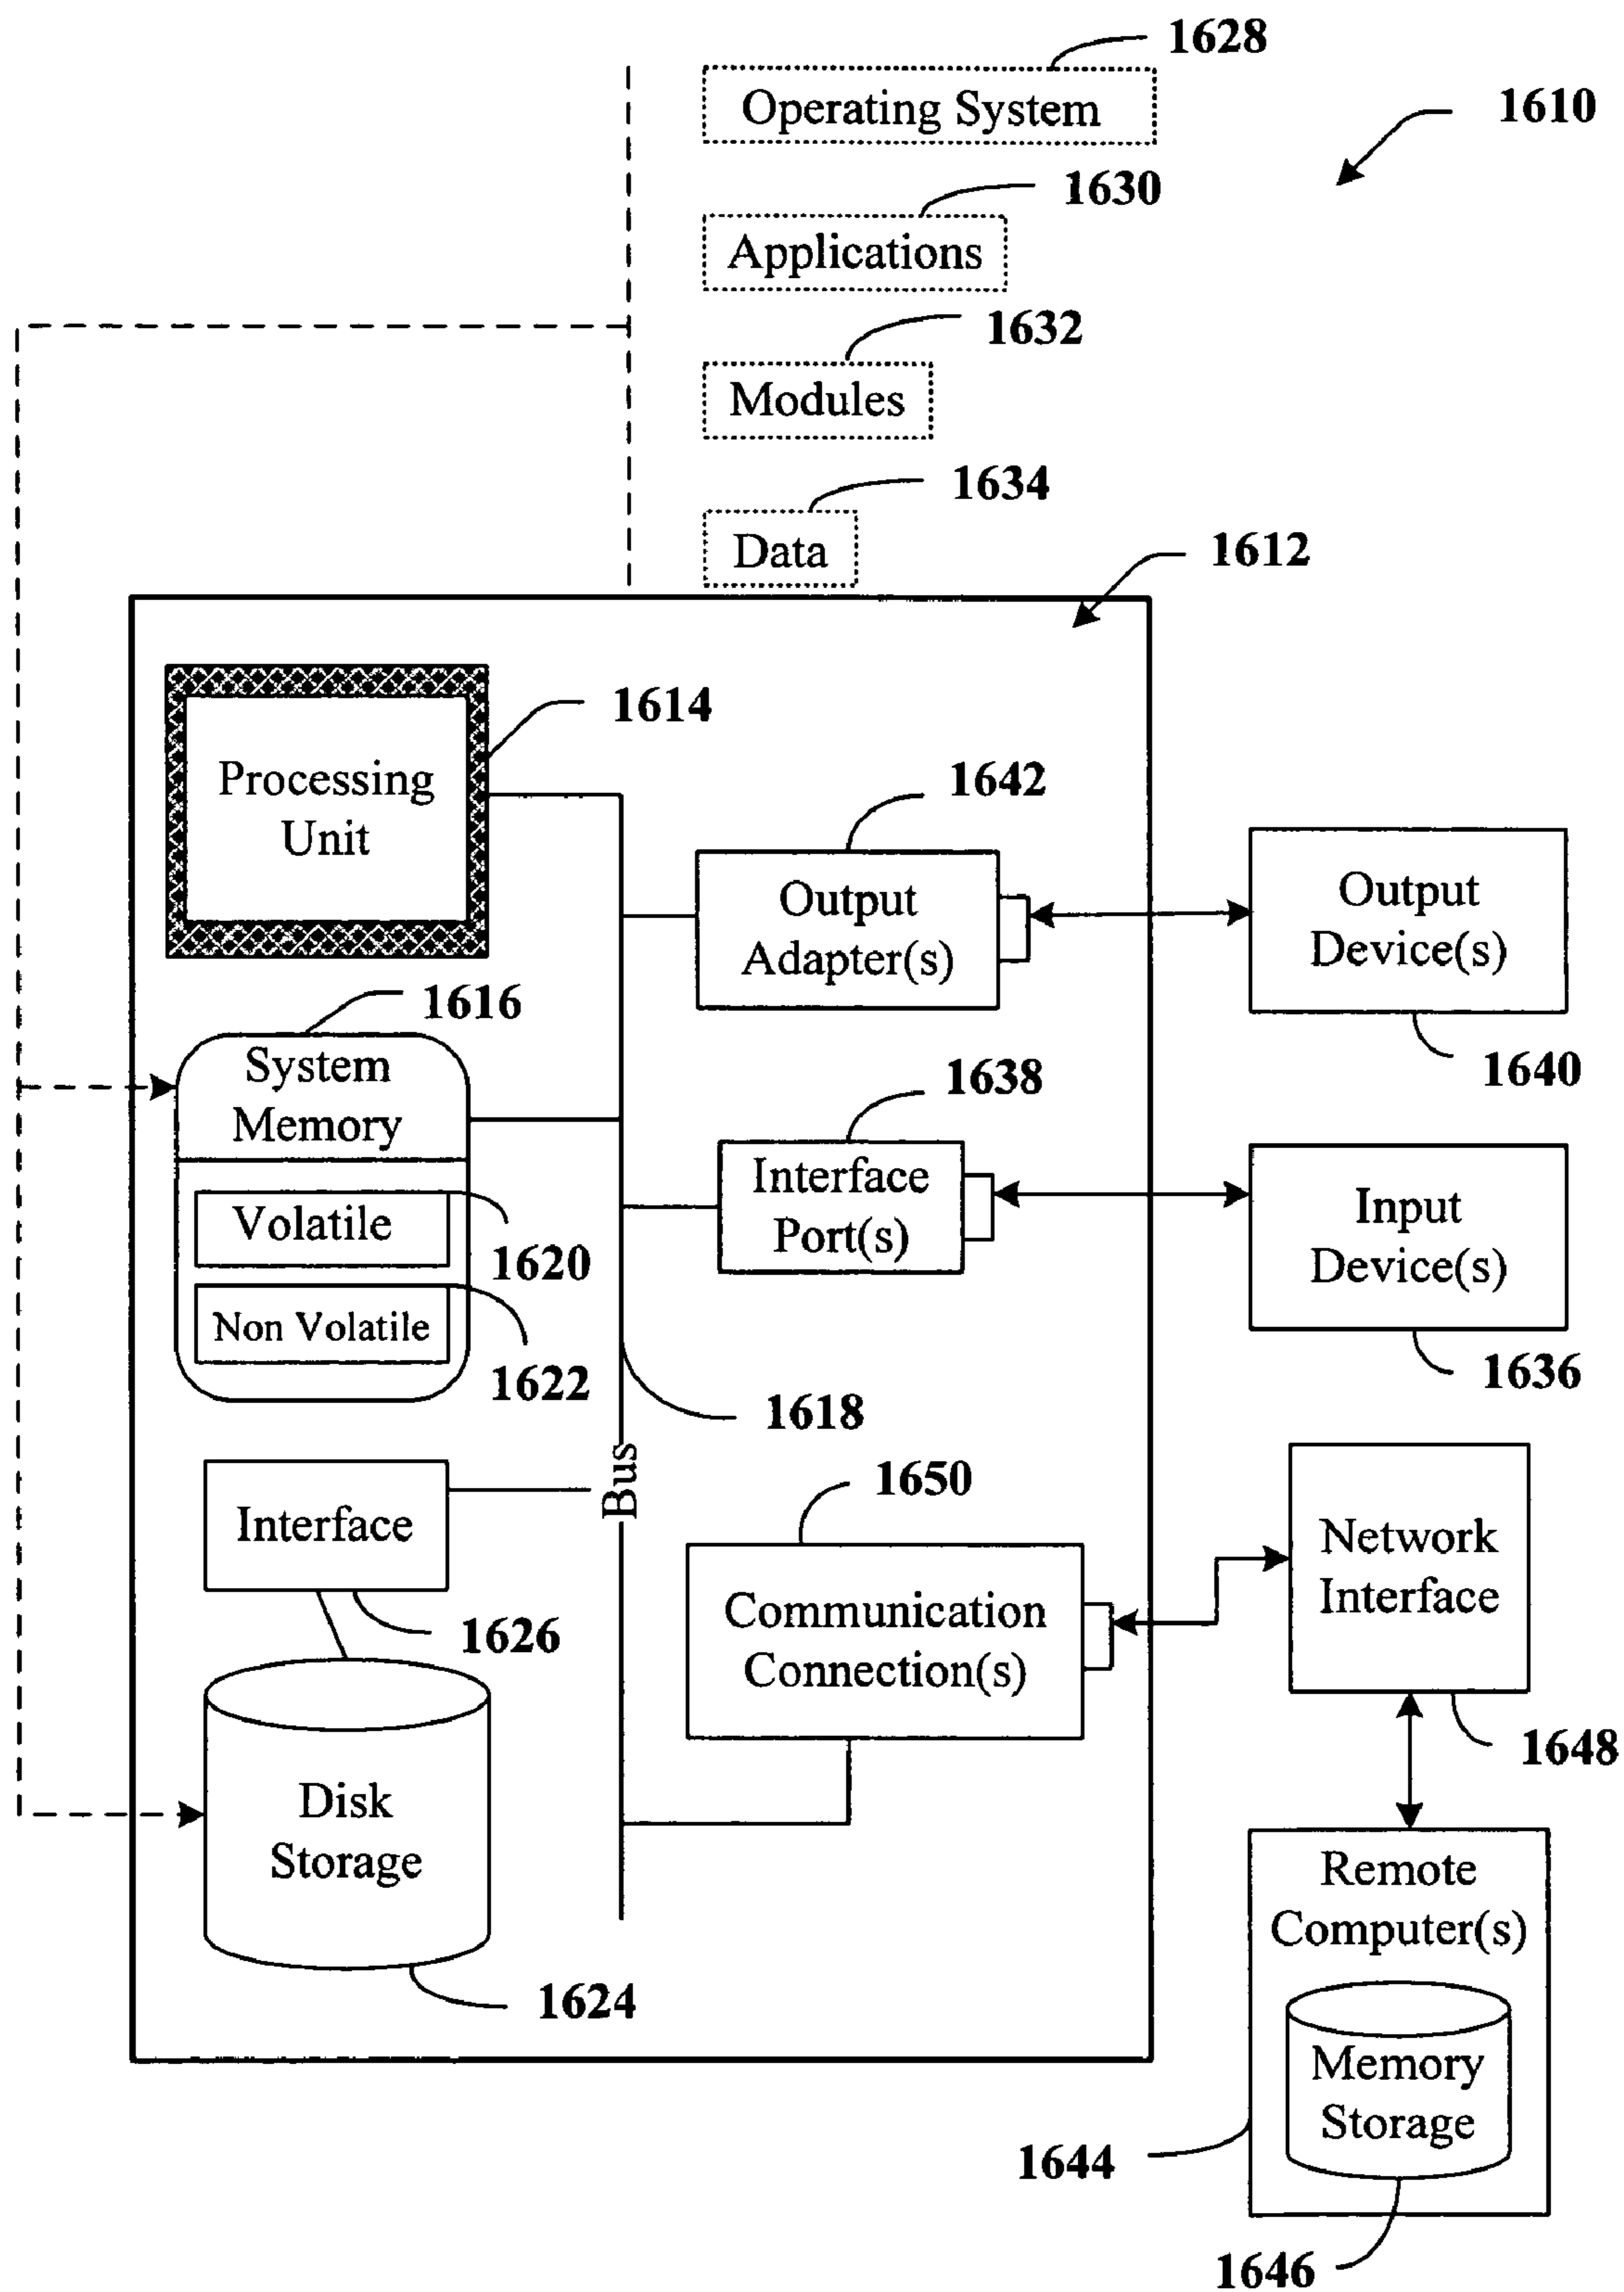 1628
Operating System
1610
1630
Applications
1632
Modules
1634
Data
1612
1614
Processing
Unit
1642
Output
Adapter(s)
Output
Device(s)
1640
1616
System
Memory
1638
Interface
Port(s)
Input
Device(s)
1636
Volatile
1620
Non Volatile
1622
1618
Bus
1650
Interface
1626
Communication
Connection(s)
Network
Interface
1648
Disk
Storage
1624
Remote
Computer(s)
Memory
Storage
1644
1646